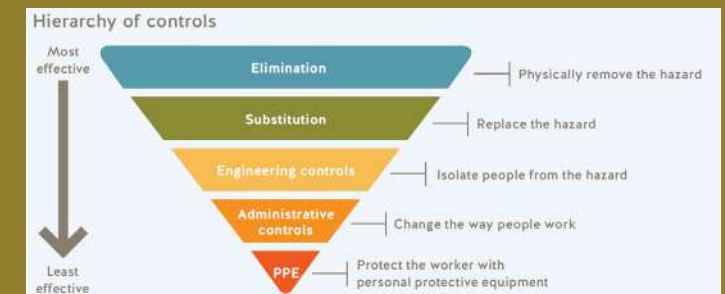 Hierarchy of controls
Most
effective
Elimination
Physically remove the hazard
Substitution
Replace the hazard
Engineering controls
Isolate people from the hazard
Administrative
controls
Change the way people work
PPE
Protect the worker with
personal protective equipment
Least
effective